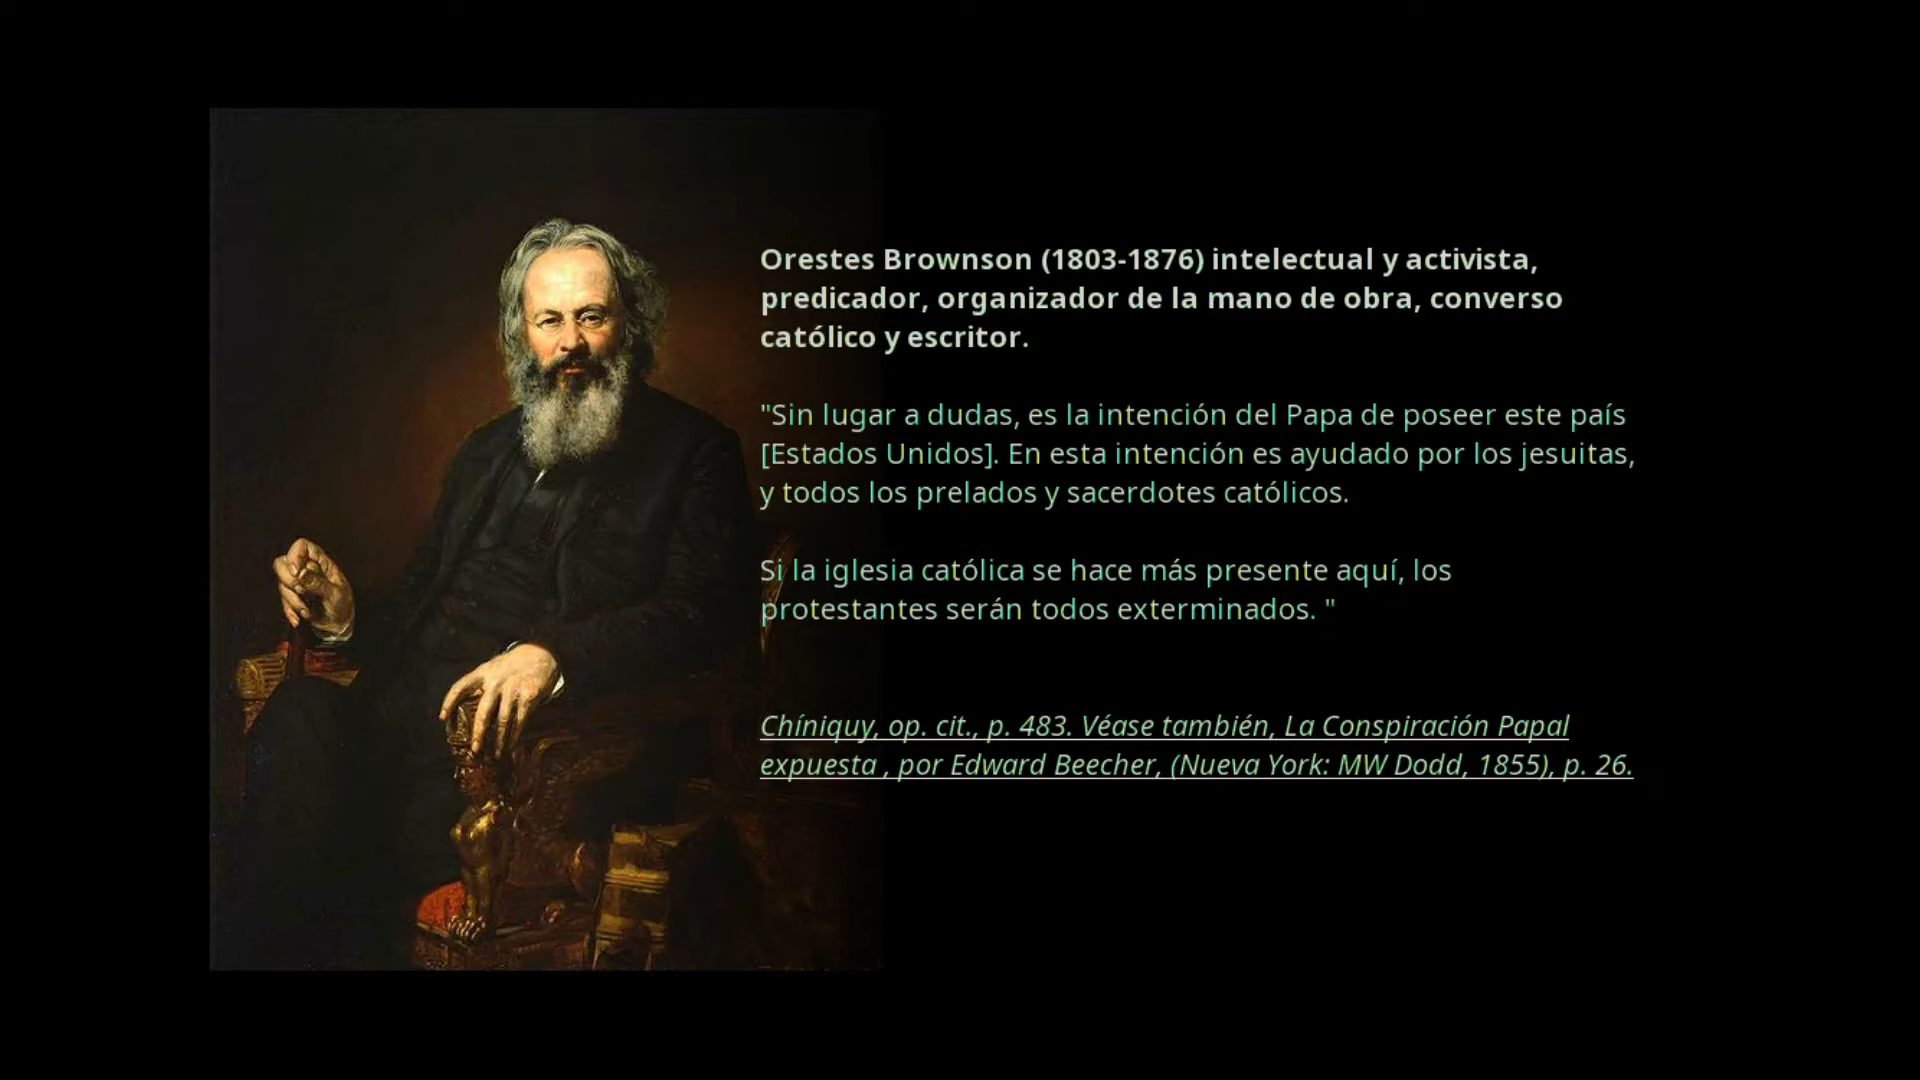 Orestes Brownson (1803-1876) intelectual y activista,
predicador, organizador de la mano de obra, converso
católico y escritor.
"Sin lugar a dudas, es la intención del Papa de poseer este país
[Estados Unidos]. En esta intención es ayudado por los jesuitas,
y todos los prelados y sacerdotes católicos.
Si la iglesia católica se hace más presente aquí, los
protestantes serán todos exterminados. "
Chíniquy, op. cit., p. 483. Véase también, La Conspiración Papal
expuesta , por Edward Beecher, (Nueva York: MW Dodd, 1855), p. 26.